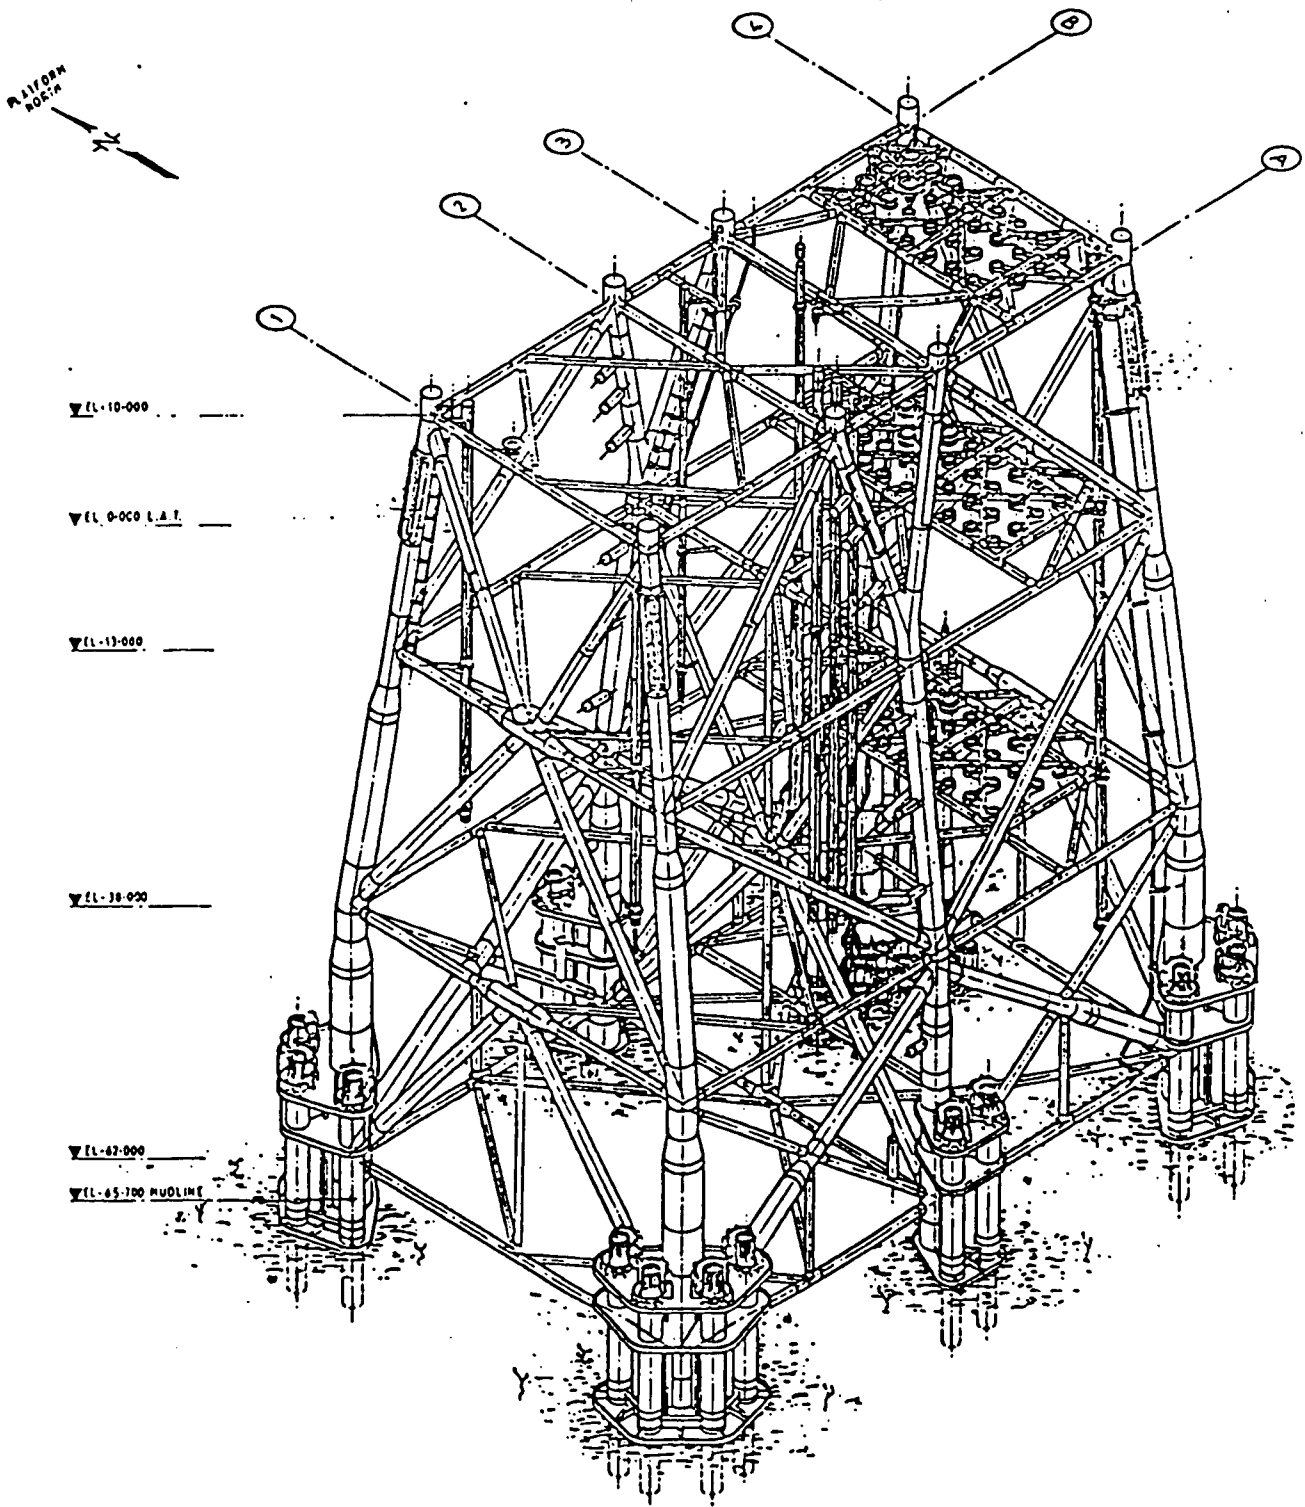 PLATFORM
NORTH
4
B
3
A
2
1
EL-10-000
EL 0-000 L.A.T.
EL-13-000
EL-38-000
EL-62-000
EL-65-700 MUDLINE